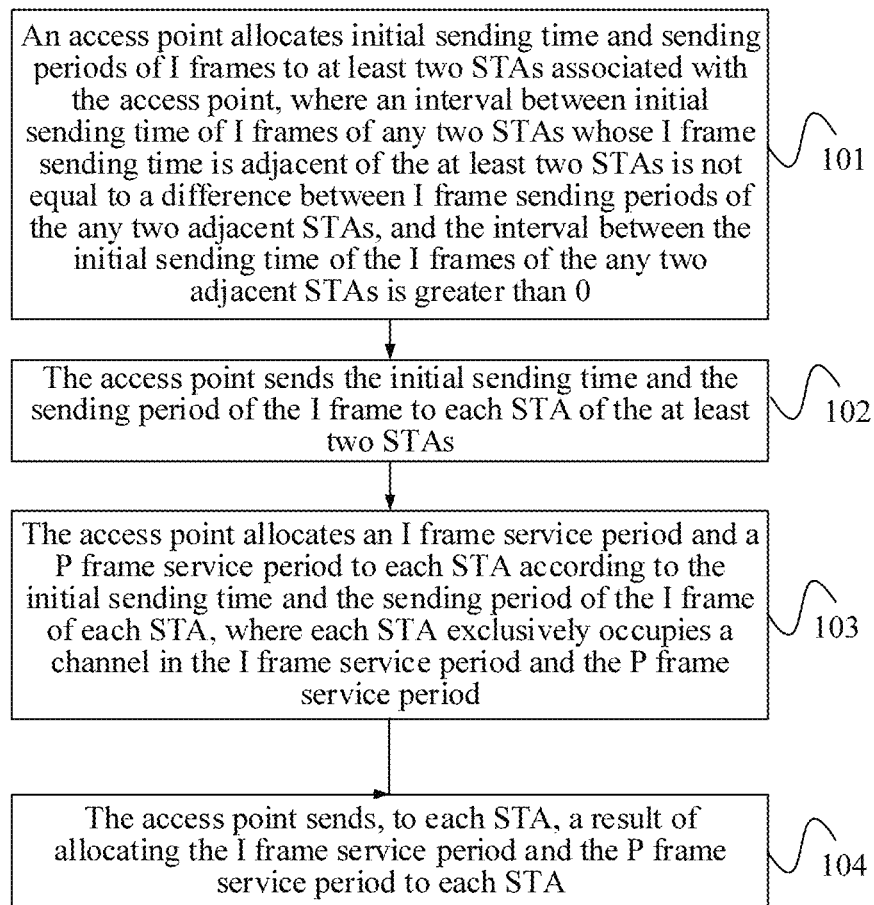 An access point allocates initial sending time and sending
periods of I frames to at least two STAs associated with
the access point, where an interval between initial
sending time of I frames of any two STAs whose I frame
sending time is adjacent of the at least two STAs is not
equal to a difference between I frame sending periods of
the any two adjacent STAs, and the interval between the
initial sending time of the I frames of the any two
adjacent STAs is greater than 0
101
The access point sends the initial sending time and the
sending period of the I frame to each STA of the at least
two STAs
102
The access point allocates an I frame service period and a
P frame service period to each STA according to the
initial sending time and the sending period of the I frame
of each STA, where each STA exclusively occupies a
channel in the I frame service period and the P frame
service period
103
The access point sends, to each STA, a result of
allocating the I frame service period and the P frame
service period to each STA
104